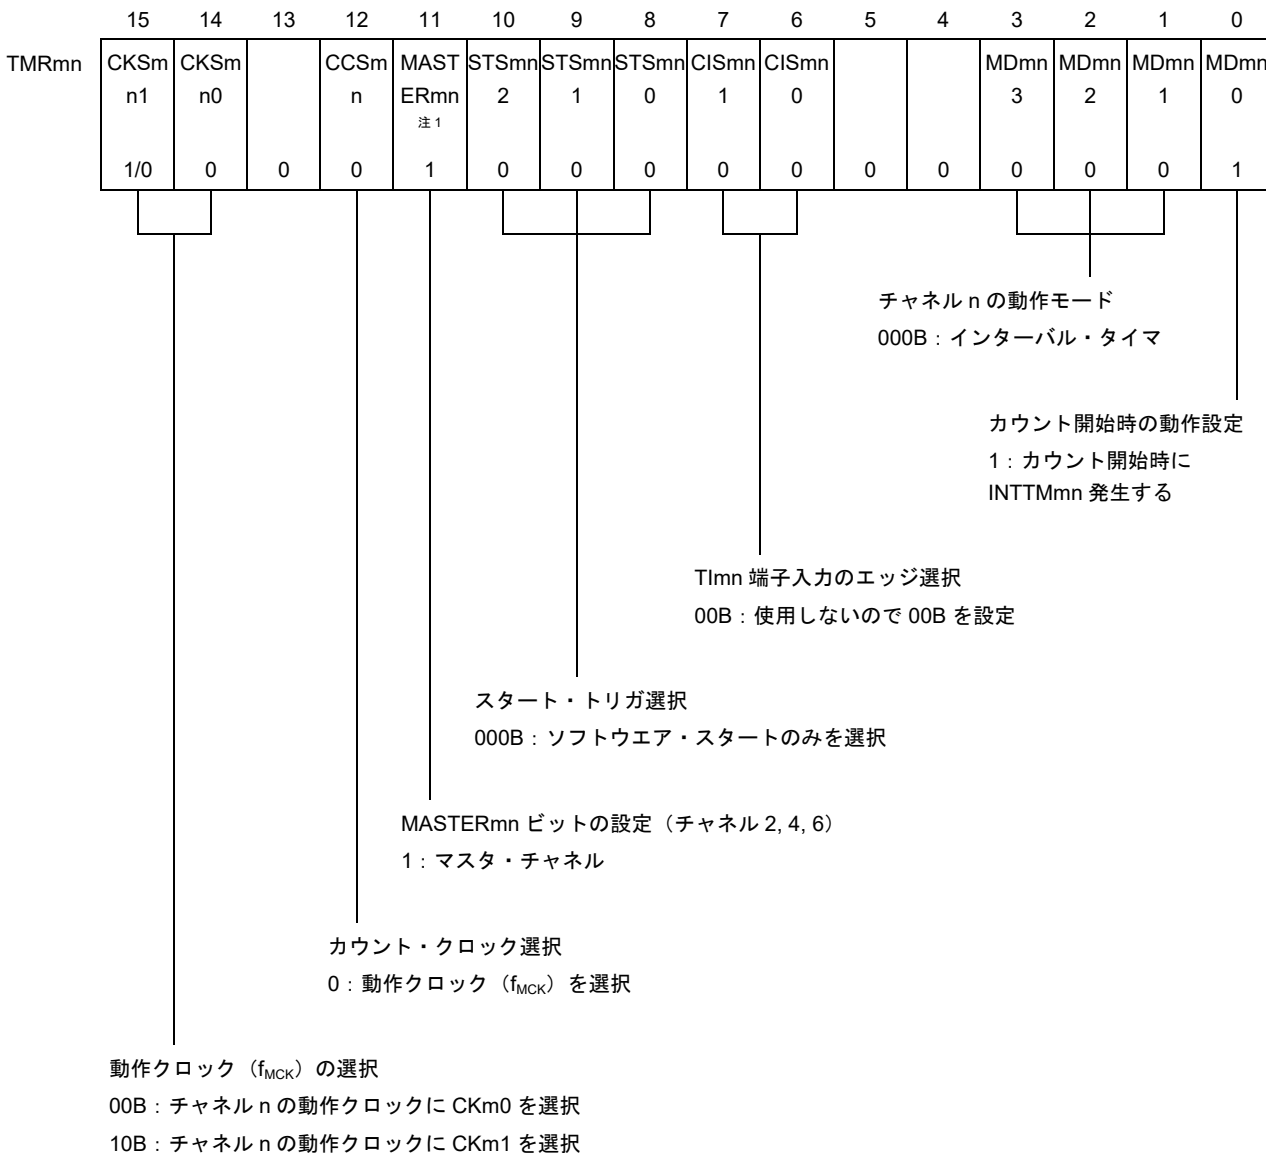 15 14 13 12 11 10 9 8 7 6 5 4 3 2 1 0
TMRmn CKSm CKSm CCSm MAST STSmn STSmn STSmn CISmn CISmn MDmn MDmn MDmn MDmn
n1 n0 n ERmn 2 1 0 1 0 3 2 1 0
注 1
1/0 0 0 0 1 0 0 0 0 0 0 0 0 0 0 1
チャネル n の動作モード
000B：インターバル・タイマ
カウント開始時の動作設定
1：カウント開始時に
INTTMmn 発生する
TImn 端子入力のエッジ選択
00B：使用しないので 00B を設定
スタート・トリガ選択
000B：ソフトウエア・スタートのみを選択
MASTERmn ビットの設定（チャネル 2, 4, 6）
1：マスタ・チャネル
カウント・クロック選択
0：動作クロック（fMCK）を選択
動作クロック（fMCK）の選択
00B：チャネル n の動作クロックに CKm0 を選択
10B：チャネル n の動作クロックに CKm1 を選択